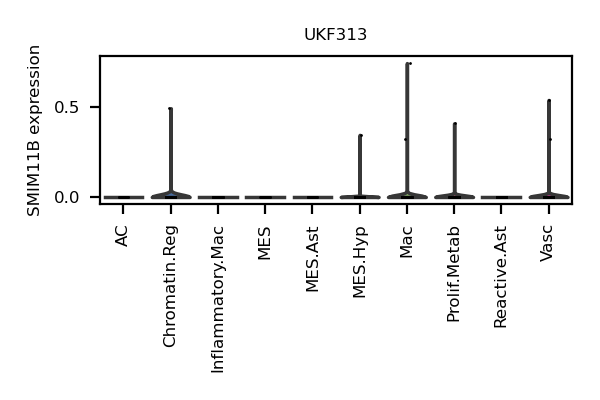 UKF313
SMIM11B expression
0.5
0.0
AC
Chromatin.Reg
Inflammatory.Mac
MES
MES.Ast
MES.Hyp
Mac
Prolif.Metab
Reactive.Ast
Vasc